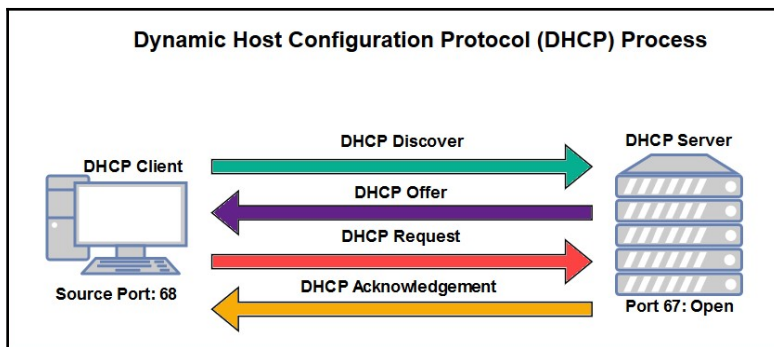 Dynamic Host Configuration Protocol (DHCP) Process
DHCP Discover
DHCP Server
DHCP Client
DHCP Offer
DHCP Request
DHCP Acknowledgement
Source Port: 68
Port 67: Open